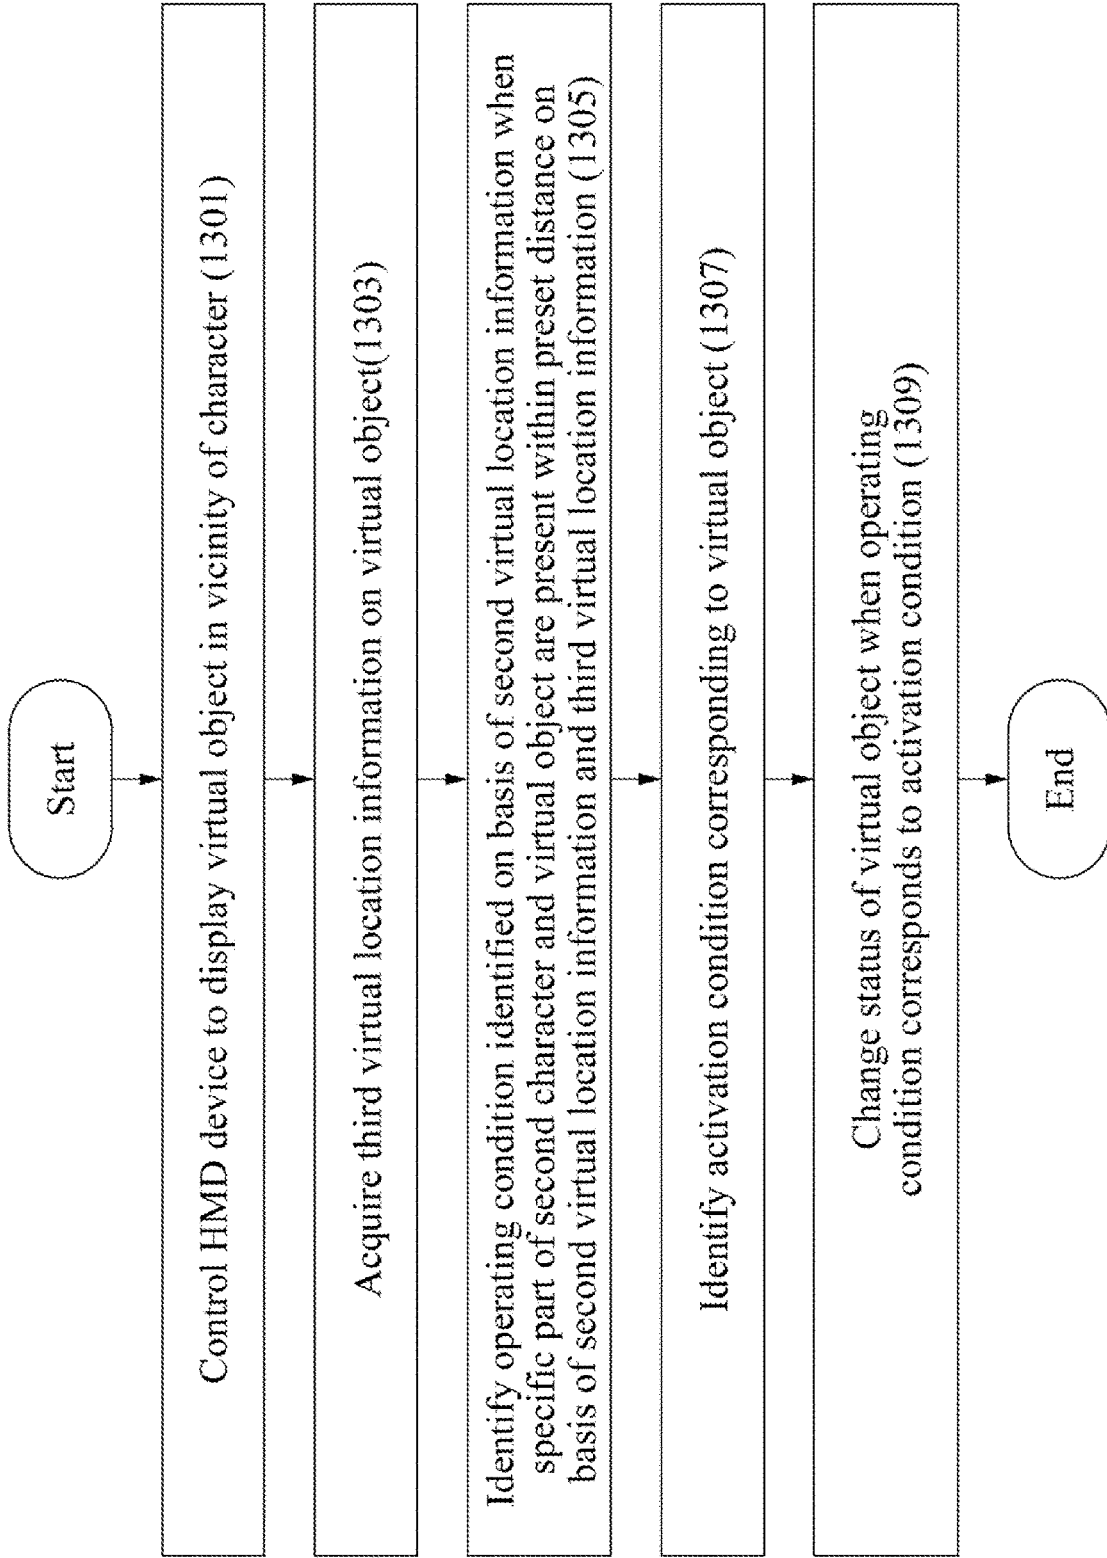 Start
Control HMD device to display virtual object in vicinity of character (1301)
Acquire third virtual location information on virtual object(1303)
Identify operating condition identified on basis of second virtual location information when
specific part of second character and virtual object are present within preset distance on
basis of second virtual location information and third virtual location information (1305)
Identify activation condition corresponding to virtual object (1307)
Change status of virtual object when operating
condition corresponds to activation condition (1309)
End